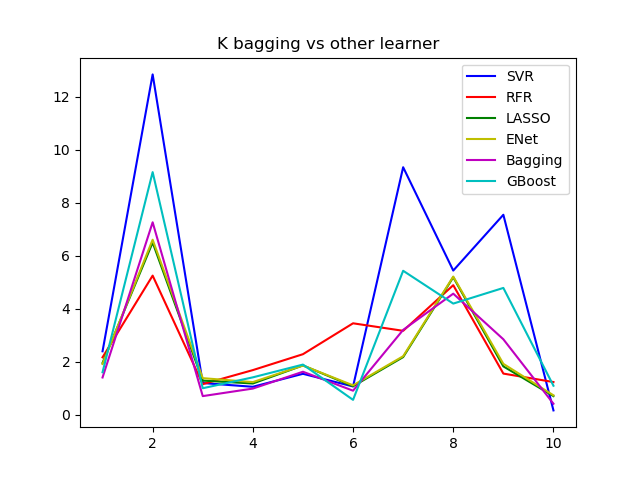 K bagging vs other learner
SVR
RFR
LASSO
ENet
Bagging
GBoost
12
10
8
6
4
2
0
2 4 6 8 10